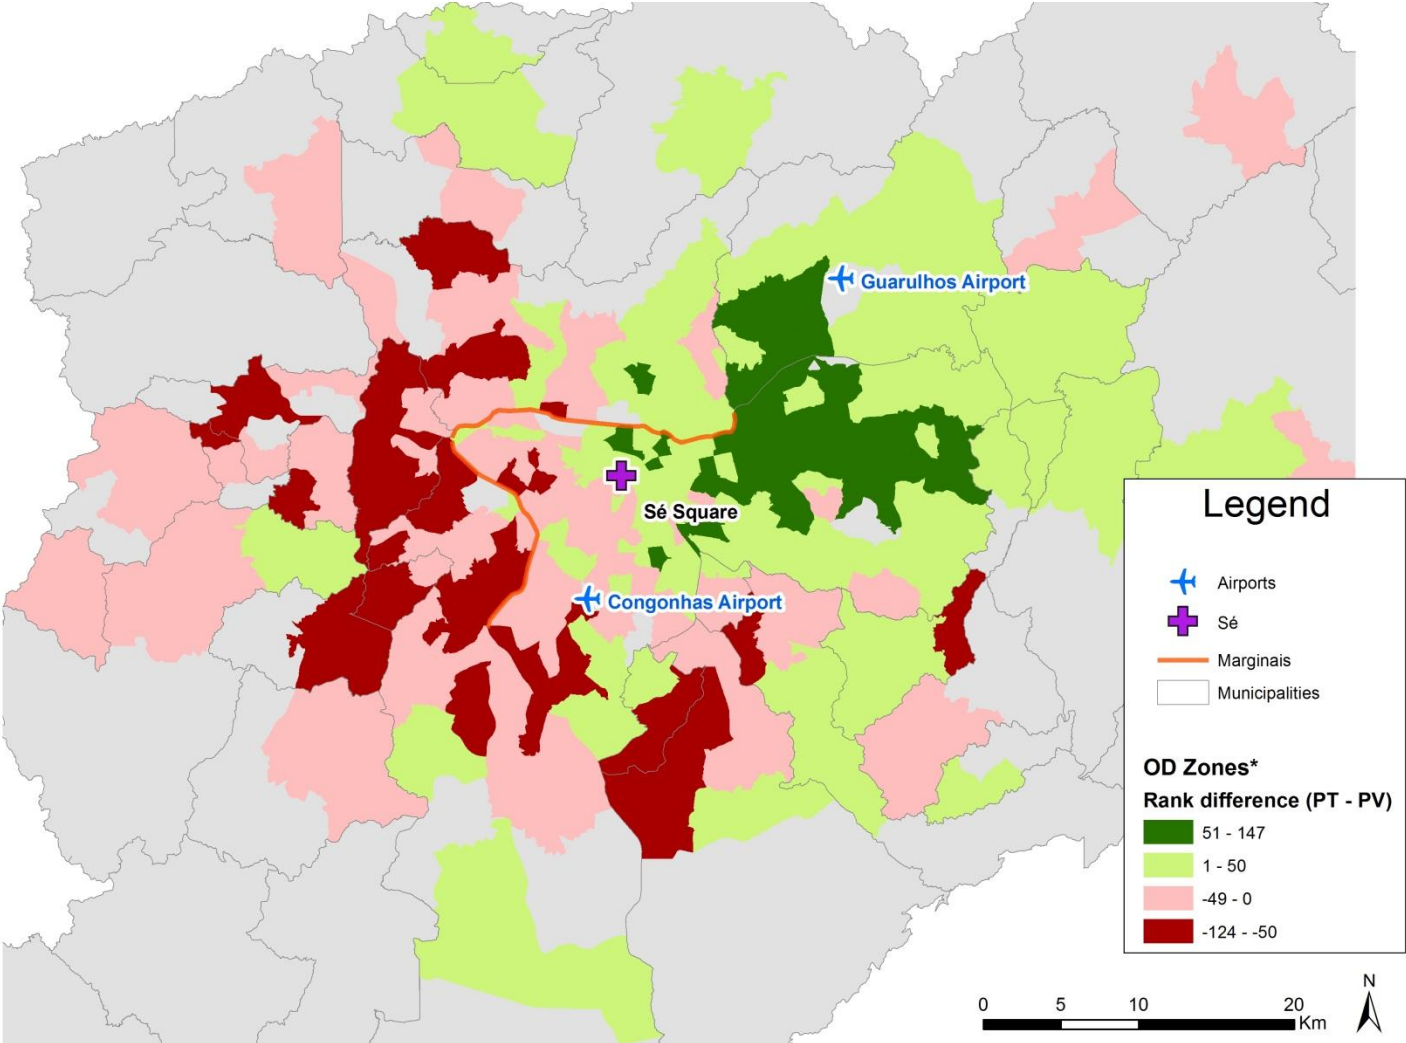 Guarulhos Airport
Sé Square
Congonhas Airport
Legend
Airports
Sé
Marginais
Municipalities
OD Zones*
Rank difference (PT - PV)
51 - 147
1 - 50
-49 - 0
-124 - -50
N
0 5 10 20
Km